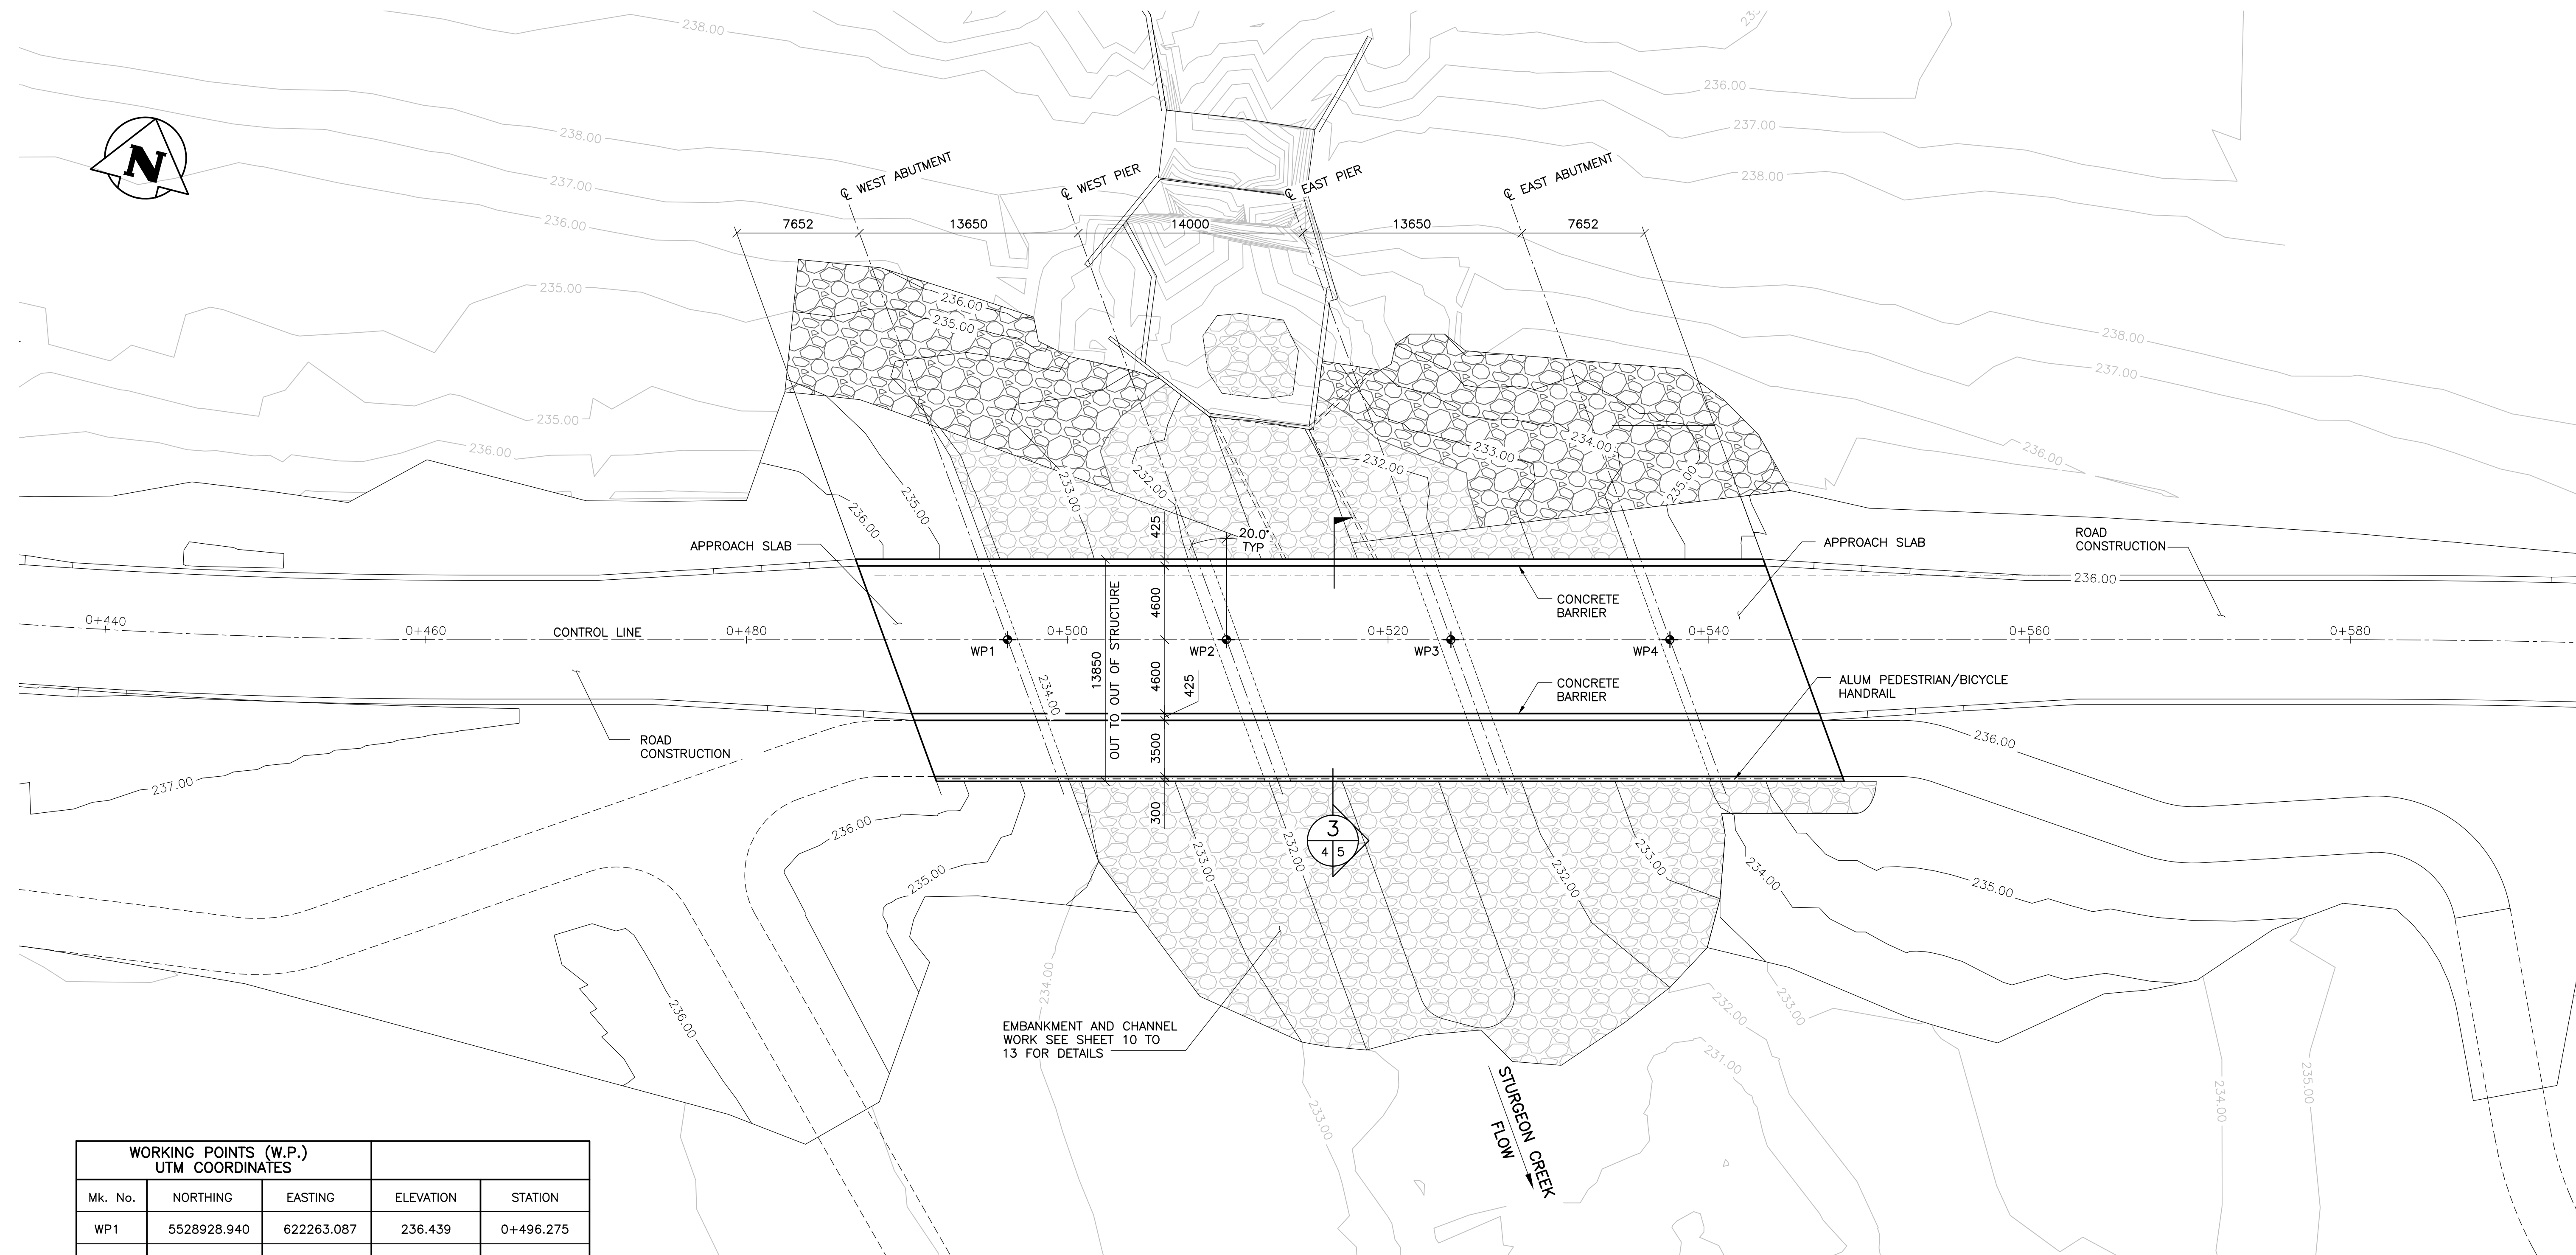 238.00
235
236.00
237.00
238.00
238.00
N
237.00
236.00
235.00
235.00
236.00
℄ WEST ABUTMENT
℄ WEST PIER
℄ EAST PIER
℄ EAST ABUTMENT
7652
13650
14000
13650
7652
236.00
235.00
238.00
237.00
236.00
236.00
235.00
233.00
232.00
232.00
233.00
234.00
235.00
425
20.0°
TYP
APPROACH SLAB
APPROACH SLAB
ROAD
CONSTRUCTION
236.00
CONCRETE
BARRIER
4600
0+440
0+460
CONTROL LINE
0+480
0+500
0+520
0+540
0+560
0+580
WP1
WP2
WP3
WP4
13850
OUT TO OUT OF STRUCTURE
4600
425
3500
300
234.00
CONCRETE
BARRIER
ALUM PEDESTRIAN/BICYCLE
HANDRAIL
ROAD
CONSTRUCTION
237.00
236.00
236.00
235.00
233.00
232.00
3
4 5
232.00
233.00
234.00
235.00
236.00
234.00
EMBANKMENT AND CHANNEL
WORK SEE SHEET 10 TO
13 FOR DETAILS
232.00
233.00
231.00
233.00
234.00
235.00
STURGEON CREEK
FLOW
WORKING POINTS (W.P.)
UTM COORDINATES
Mk. No. NORTHING EASTING ELEVATION STATION
WP1 5528928.940 622263.087 236.439 0+496.275